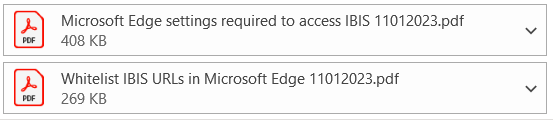 Microsoft Edge settings required to access IBIS 11012023.pdf
PDF
408 KB
Whitelist IBIS URLs in Microsoft Edge 11012023.pdf
PDF
269 KB